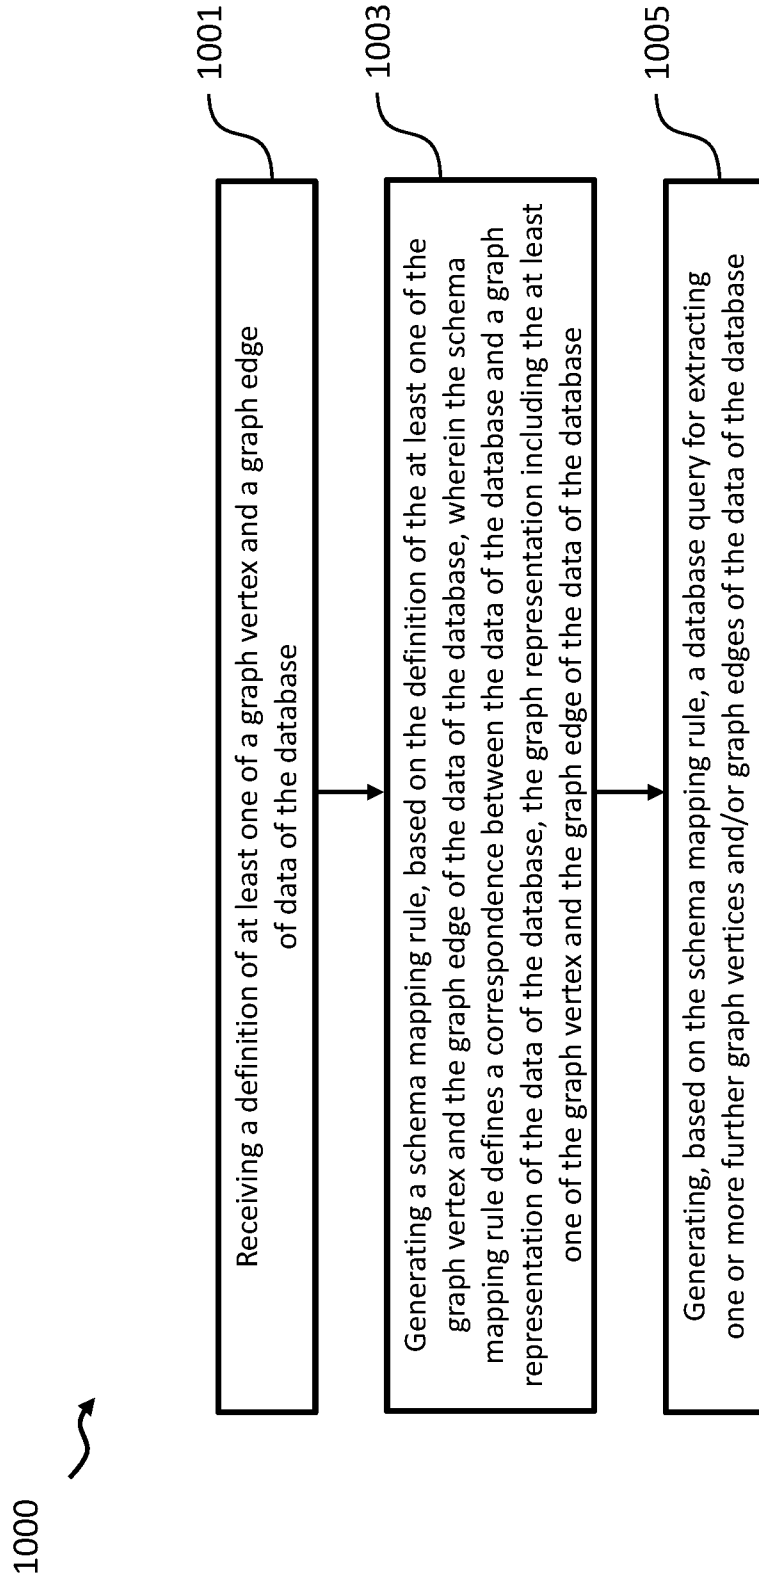 1000
1001
Receiving a definition of at least one of a graph vertex and a graph edge
of data of the database
1003
Generating a schema mapping rule, based on the definition of the at least one of the
graph vertex and the graph edge of the data of the database, wherein the schema
mapping rule defines a correspondence between the data of the database and a graph
representation of the data of the database, the graph representation including the at least
one of the graph vertex and the graph edge of the data of the database
1005
Generating, based on the schema mapping rule, a database query for extracting
one or more further graph vertices and/or graph edges of the data of the database